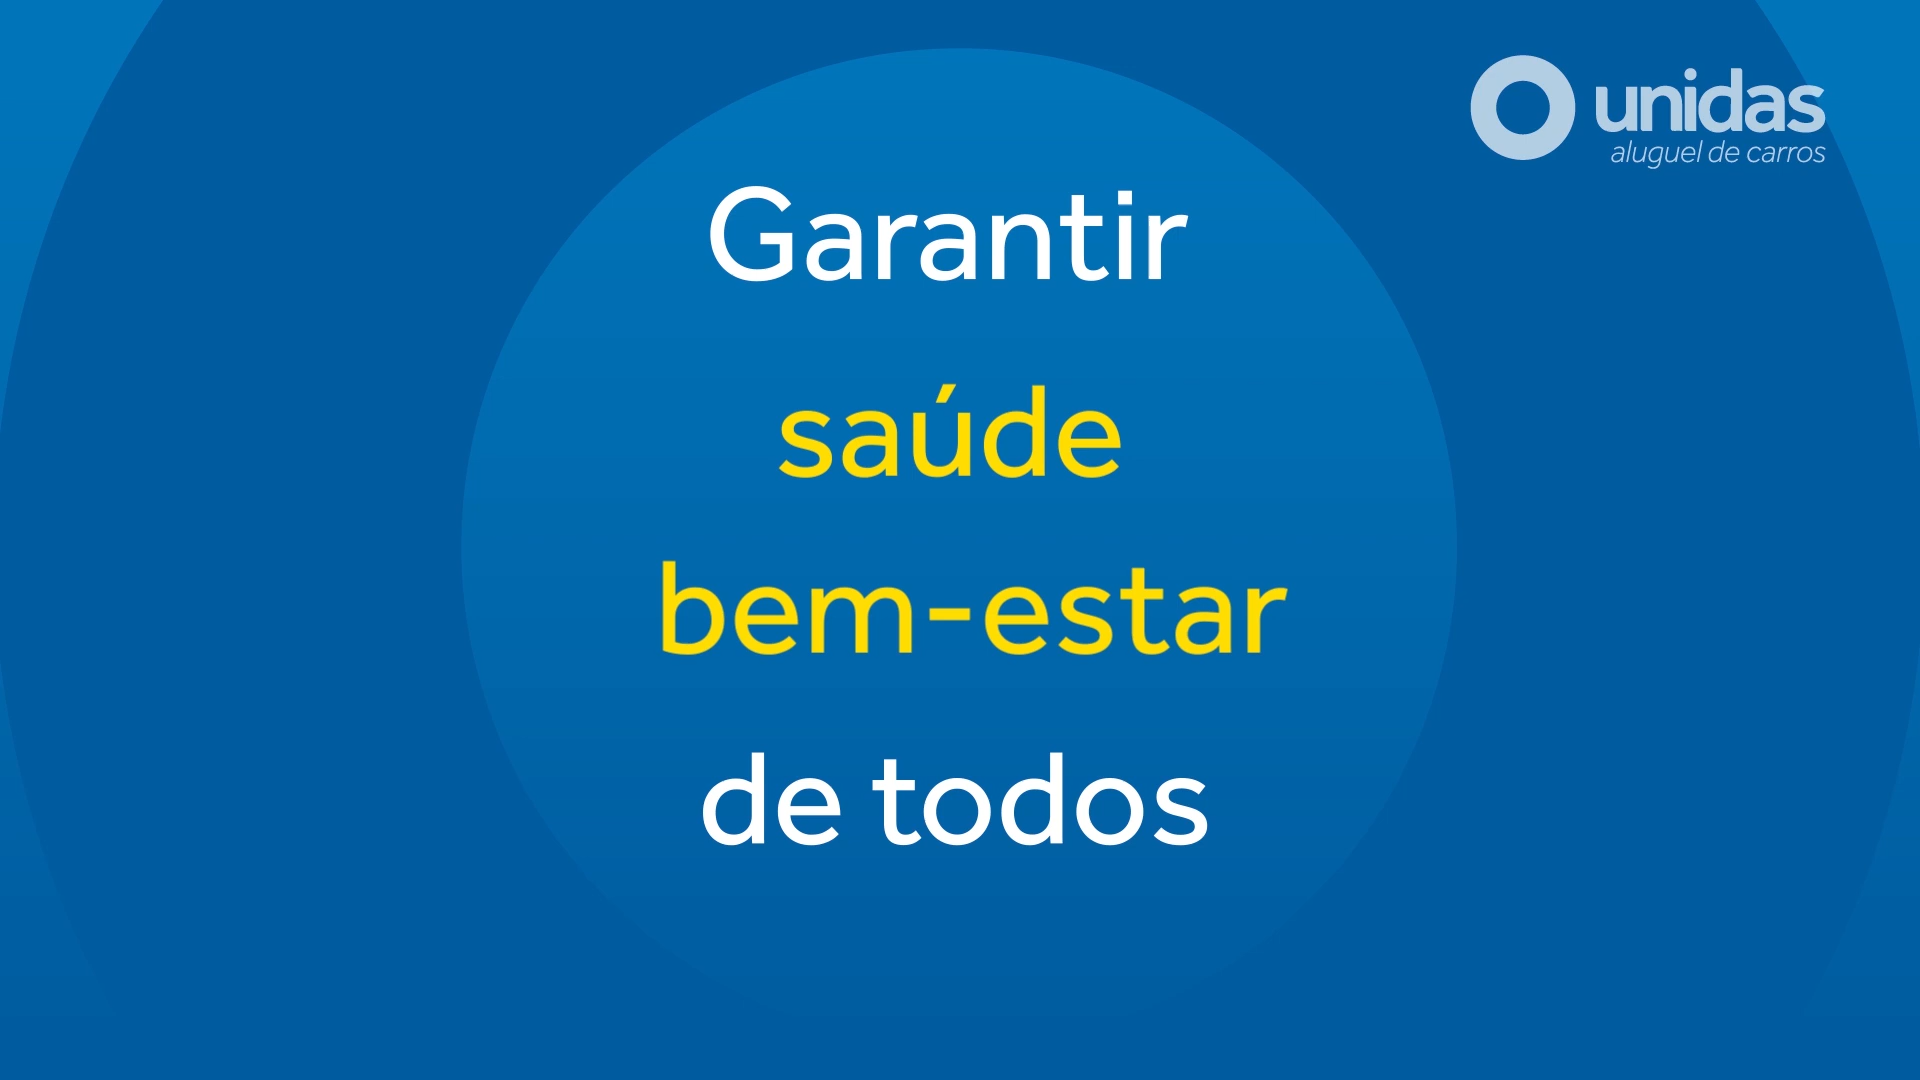 unidas
aluguel de carros
Garantir
saúde
bem-estar
de todos